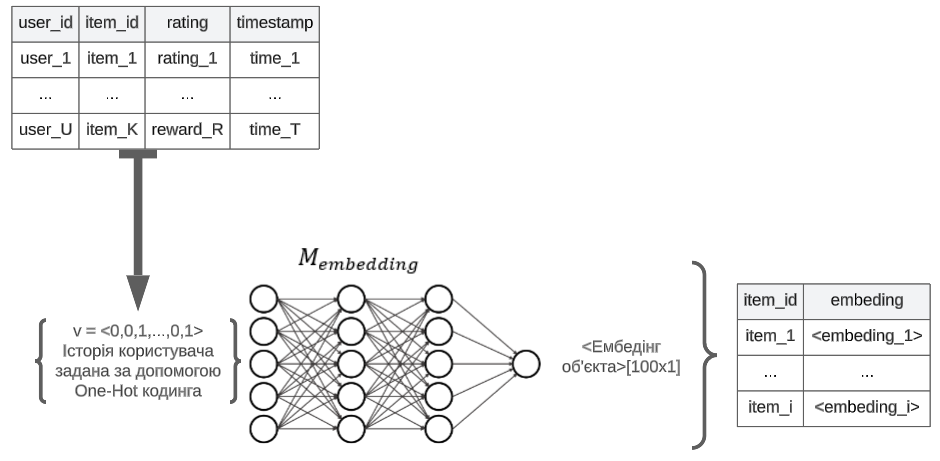 user_id item_id rating timestamp
user_1 item_1 rating_1 time_1
... ... ... ...
user_U item_K reward_R time_T
M_embedding
v = <0,0,1,...,0,1>
Історія користувача
задана за допомогою
One-Hot кодинга
<Ембедінг
об'єкта>[100x1]
item_id embeding
item_1 <embeding_1>
... ...
item_i <embeding_i>